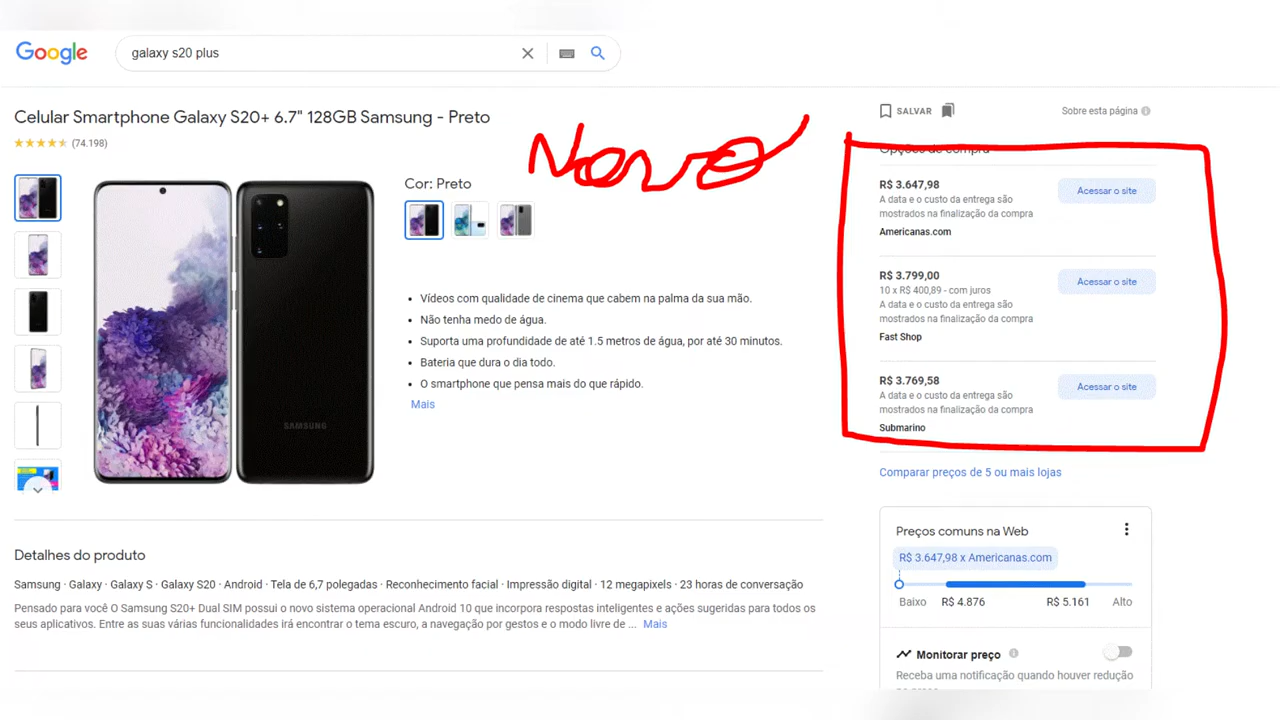 Google
galaxy s20 plus
Celular Smartphone Galaxy S20+ 6.7" 128GB Samsung - Preto
(74.198)
Novo
SAMSUNG
Cor: Preto
Vídeos com qualidade de cinema que cabem na palma da sua mão.
Não tenha medo de água.
Suporta uma profundidade de até 1.5 metros de água, por até 30 minutos.
Bateria que dura o dia todo.
O smartphone que pensa mais do que rápido.
Mais
SALVAR
Sobre esta página
Opções de compra
R$ 3.647,98
Acessar o site
A data e o custo da entrega são
mostrados na finalização da compra
Americanas.com
R$ 3.799,00
Acessar o site
10 x R$ 400,89 - com juros
A data e o custo da entrega são
mostrados na finalização da compra
Fast Shop
R$ 3.769,58
Acessar o site
A data e o custo da entrega são
mostrados na finalização da compra
Submarino
Comparar preços de 5 ou mais lojas
Preços comuns na Web
R$ 3.647,98 x Americanas.com
Baixo R$ 4.876 R$ 5.161 Alto
Monitorar preço
Receba uma notificação quando houver redução
Detalhes do produto
Samsung · Galaxy · Galaxy S · Galaxy S20 · Android · Tela de 6,7 polegadas · Reconhecimento facial · Impressão digital · 12 megapixels · 23 horas de conversação
Pensado para você O Samsung S20+ Dual SIM possui o novo sistema operacional Android 10 que incorpora respostas inteligentes e ações sugeridas para todos os
seus aplicativos. Entre as suas várias funcionalidades irá encontrar o tema escuro, a navegação por gestos e o modo livre de ... Mais